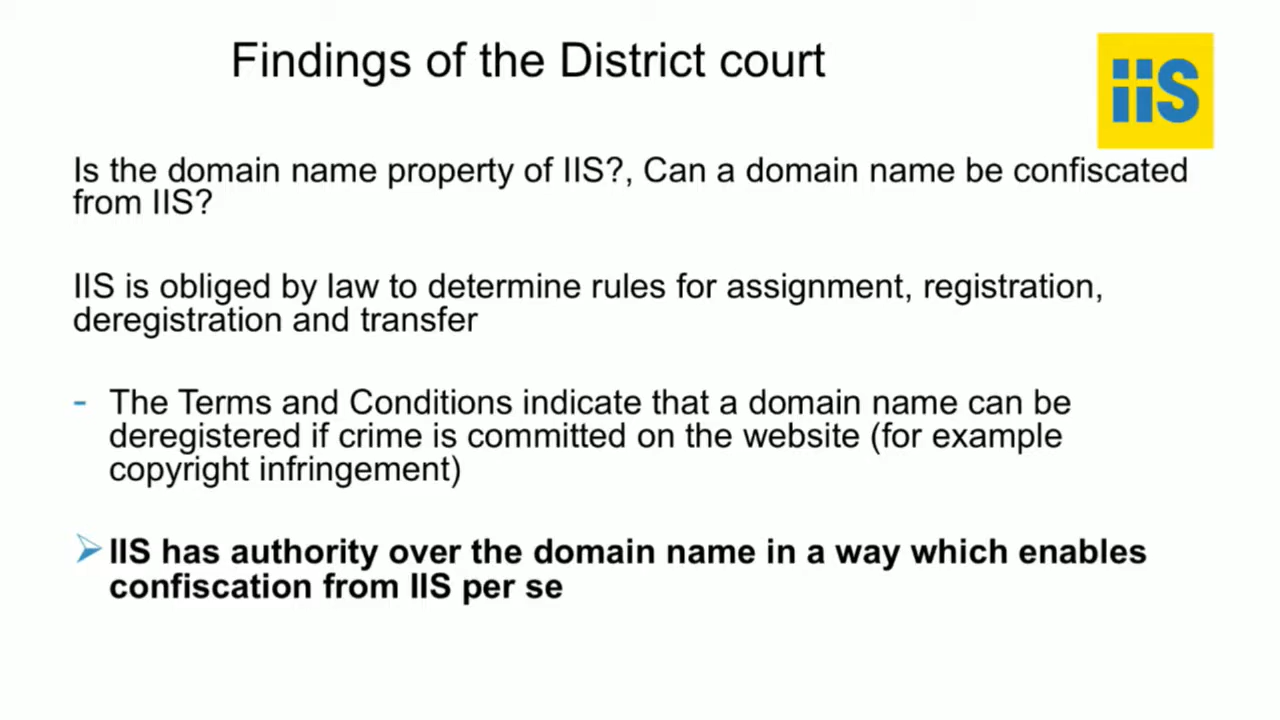 Findings of the District court
iis
Is the domain name property of IIS?, Can a domain name be confiscated
from IIS?
IIS is obliged by law to determine rules for assignment, registration,
deregistration and transfer
- The Terms and Conditions indicate that a domain name can be
deregistered if crime is committed on the website (for example
copyright infringement)
➢ IIS has authority over the domain name in a way which enables
confiscation from IIS per se